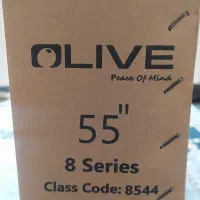 OLIVE
Peace Of Mind
55"
8 Series
Class Code: 8544